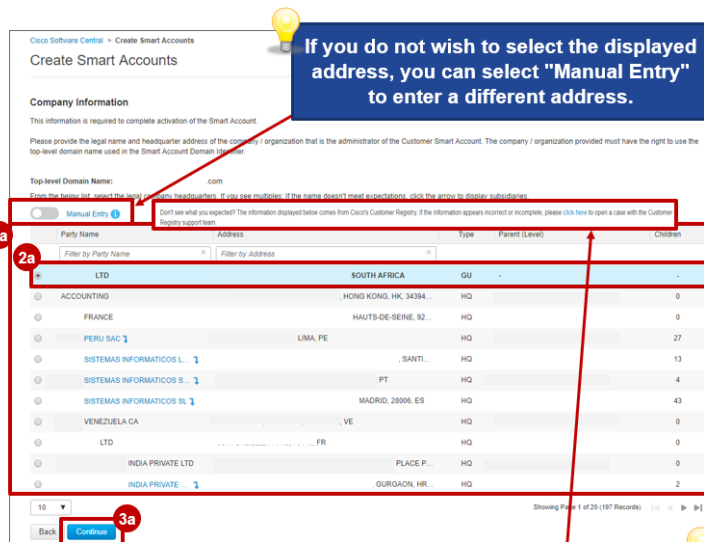 Cisco Software Central > Create Smart Accounts
Create Smart Accounts
If you do not wish to select the displayed
address, you can select "Manual Entry"
to enter a different address.
Company Information
This information is required to complete activation of the Smart Account.
Please provide the legal name and headquarter address of the company / organization that is the administrator of the Customer Smart Account. The company / organization provided must have the right to use the
top-level domain name used in the Smart Account Domain Identifier.
Top-level Domain Name: .com
From the below list, select the legal company headquarters. If you see multiples: If the name doesn't meet expectations, click the arrow to display subsidiaries.
Manual Entry
Don't see what you expected? The information displayed below comes from Cisco's Customer Registry. If the information appears incorrect or incomplete, please click here to open a case with the Customer
Registry support team.
a
Party Name Address Type Parent (Level) Children
2a
Filter by Party Name × Filter by Address ×
LTD SOUTH AFRICA GU - -
ACCOUNTING , HONG KONG, HK, 34394... HQ 0
FRANCE HAUTS-DE-SEINE, 92... HQ 0
PERU SAC LIMA, PE HQ 27
SISTEMAS INFORMATICOS L... , SANTI... HQ 13
SISTEMAS INFORMATICOS S... PT HQ 4
SISTEMAS INFORMATICOS SL MADRID, 28006, ES HQ 43
VENEZUELA CA , VE HQ 0
LTD FR HQ 0
INDIA PRIVATE LTD PLACE P... HQ 0
INDIA PRIVATE ... . GURGAON, HR... HQ 2
10 Showing Page 1 of 20 (197 Records)
3a
Back Continue